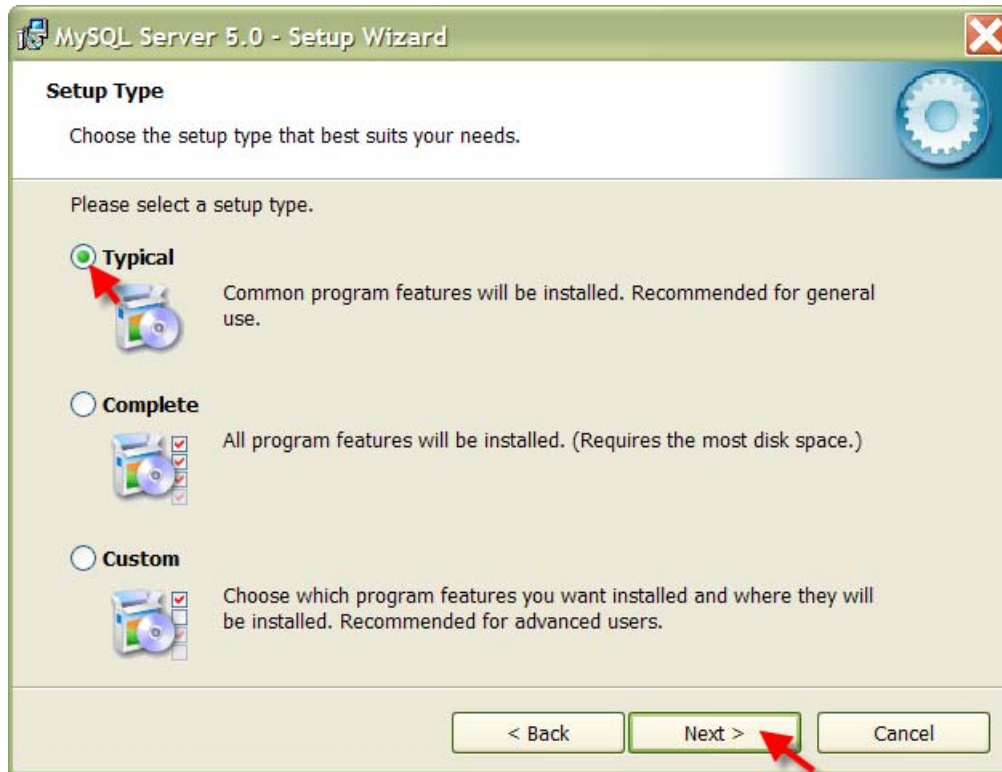 MySQL Server 5.0 - Setup Wizard
Setup Type
Choose the setup type that best suits your needs.
Please select a setup type.
Typical
Common program features will be installed. Recommended for general
use.
Complete
All program features will be installed. (Requires the most disk space.)
Custom
Choose which program features you want installed and where they will
be installed. Recommended for advanced users.
< Back Next > Cancel